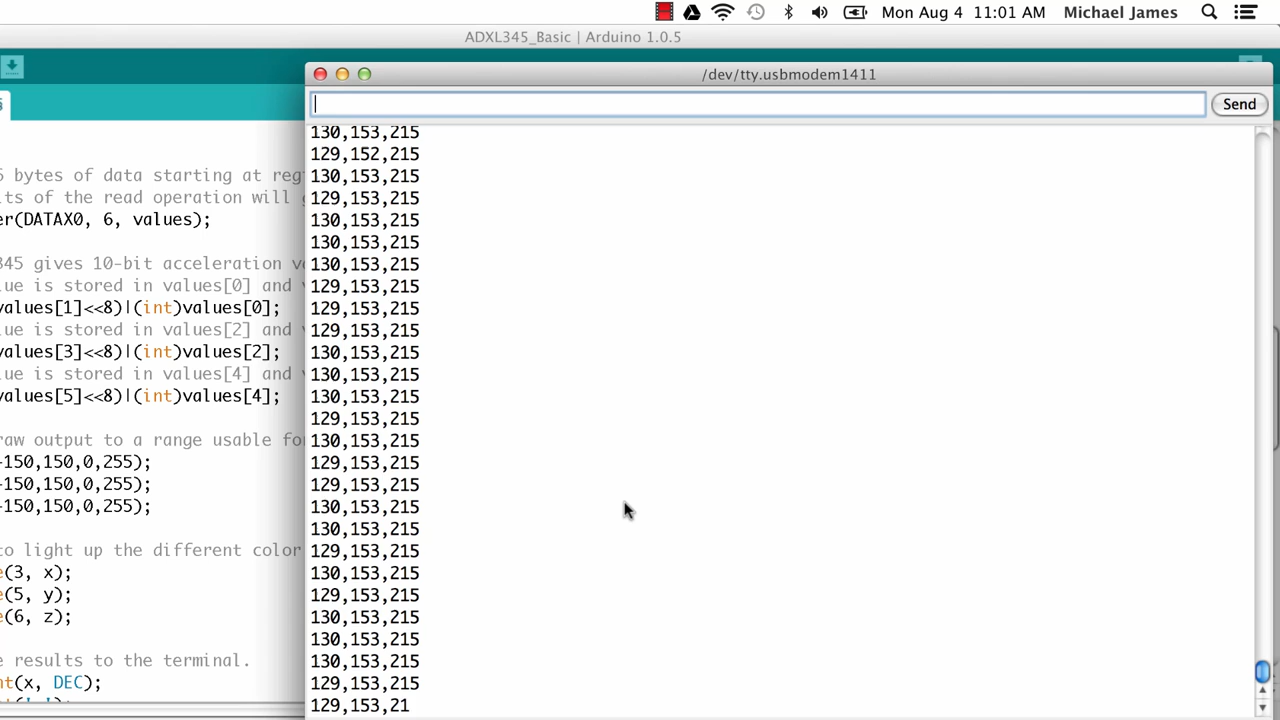 Mon Aug 4 11:01 AM Michael James
ADXL345_Basic | Arduino 1.0.5
/dev/tty.usbmodem1411
Send
bytes of data starting at reg
lts of the read operation will
er(DATAX0, 6, values);
345 gives 10-bit acceleration v
lue is stored in values[0] and
values[1]<<8)|(int)values[0];
lue is stored in values[2] and
values[3]<<8)|(int)values[2];
lue is stored in values[4] and
values[5]<<8)|(int)values[4];
raw output to a range usable fo
-150,150,0,255);
-150,150,0,255);
-150,150,0,255);
to light up the different color
e(3, x);
e(5, y);
e(6, z);
e results to the terminal.
nt(x, DEC);
130,153,215
129,152,215
130,153,215
129,153,215
130,153,215
130,153,215
130,153,215
129,153,215
129,153,215
129,153,215
130,153,215
130,153,215
130,153,215
129,153,215
130,153,215
129,153,215
129,153,215
130,153,215
130,153,215
129,153,215
130,153,215
129,153,215
130,153,215
130,153,215
130,153,215
129,153,215
129,153,21